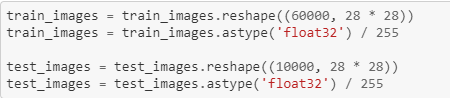 train_images = train_images.reshape((60000, 28 * 28))
train_images = train_images.astype('float32') / 255
test_images = test_images.reshape((10000, 28 * 28))
test_images = test_images.astype('float32') / 255